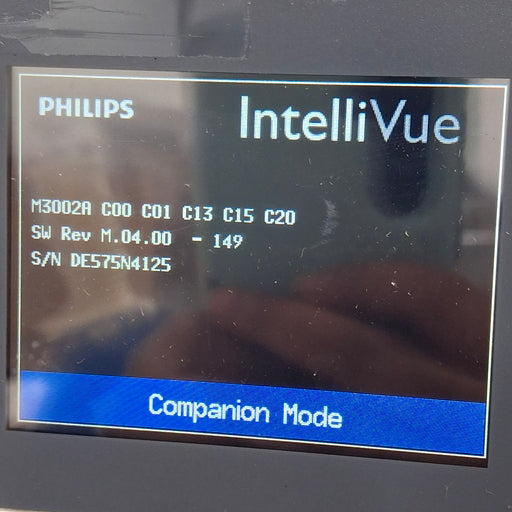 PHILIPS
IntelliVue
M3002A C00 C01 C13 C15 C20
SW Rev M.04.00 - 149
S/N DE575N4125
Companion Mode